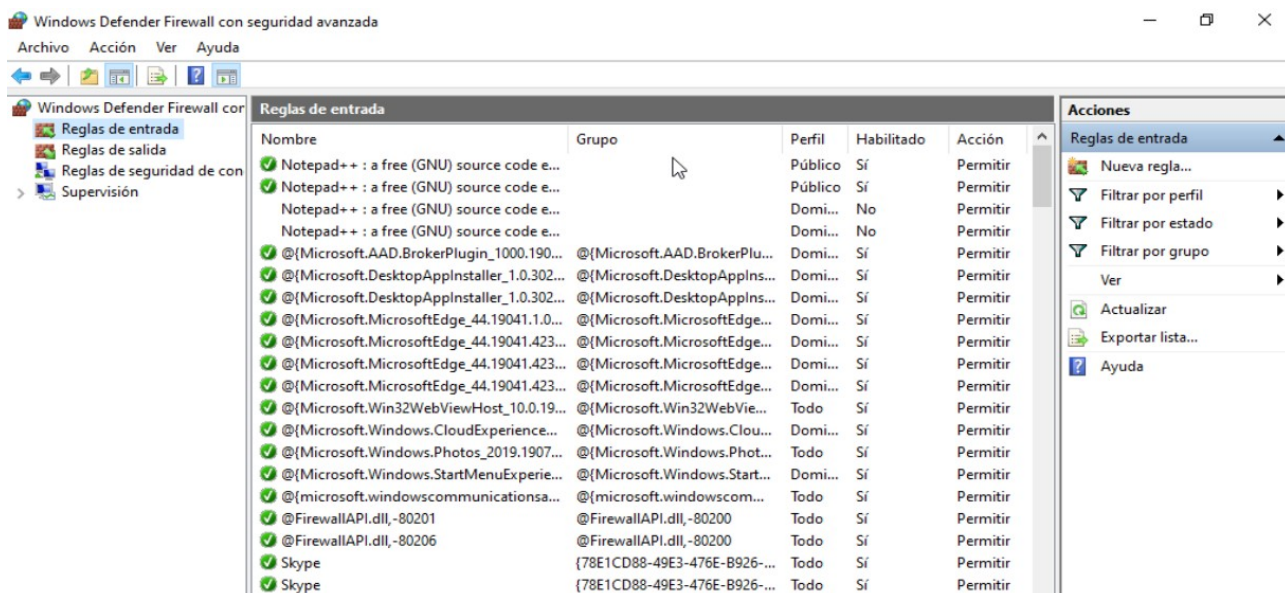 Windows Defender Firewall con seguridad avanzada
Archivo Acción Ver Ayuda
Windows Defender Firewall con
Reglas de entrada
Reglas de salida
Reglas de seguridad de con
Supervisión
Reglas de entrada
Nombre Grupo Perfil Habilitado Acción
Notepad++ : a free (GNU) source code e... Público Sí Permitir
Notepad++ : a free (GNU) source code e... Público Sí Permitir
Notepad++ : a free (GNU) source code e... Domi... No Permitir
Notepad++ : a free (GNU) source code e... Domi... No Permitir
@{Microsoft.AAD.BrokerPlugin_1000.190... @{Microsoft.AAD.BrokerPlu... Domi... Sí Permitir
@{Microsoft.DesktopAppInstaller_1.0.302... @{Microsoft.DesktopAppIns... Domi... Sí Permitir
@{Microsoft.DesktopAppInstaller_1.0.302... @{Microsoft.DesktopAppIns... Domi... Sí Permitir
@{Microsoft.MicrosoftEdge_44.19041.1.0... @{Microsoft.MicrosoftEdge... Domi... Sí Permitir
@{Microsoft.MicrosoftEdge_44.19041.423... @{Microsoft.MicrosoftEdge... Domi... Sí Permitir
@{Microsoft.MicrosoftEdge_44.19041.423... @{Microsoft.MicrosoftEdge... Domi... Sí Permitir
@{Microsoft.MicrosoftEdge_44.19041.423... @{Microsoft.MicrosoftEdge... Domi... Sí Permitir
@{Microsoft.Win32WebViewHost_10.0.19... @{Microsoft.Win32WebVie... Todo Sí Permitir
@{Microsoft.Windows.CloudExperience... @{Microsoft.Windows.Clou... Domi... Sí Permitir
@{Microsoft.Windows.Photos_2019.1907... @{Microsoft.Windows.Phot... Todo Sí Permitir
@{Microsoft.Windows.StartMenuExperie... @{Microsoft.Windows.Start... Domi... Sí Permitir
@{microsoft.windowscommunicationsa... @{microsoft.windowscom... Todo Sí Permitir
@FirewallAPI.dll,-80201 @FirewallAPI.dll,-80200 Todo Sí Permitir
@FirewallAPI.dll,-80206 @FirewallAPI.dll,-80200 Todo Sí Permitir
Skype {78E1CD88-49E3-476E-B926-... Todo Sí Permitir
Skype {78E1CD88-49E3-476E-B926-... Todo Sí Permitir
Acciones
Reglas de entrada
Nueva regla...
Filtrar por perfil
Filtrar por estado
Filtrar por grupo
Ver
Actualizar
Exportar lista...
Ayuda